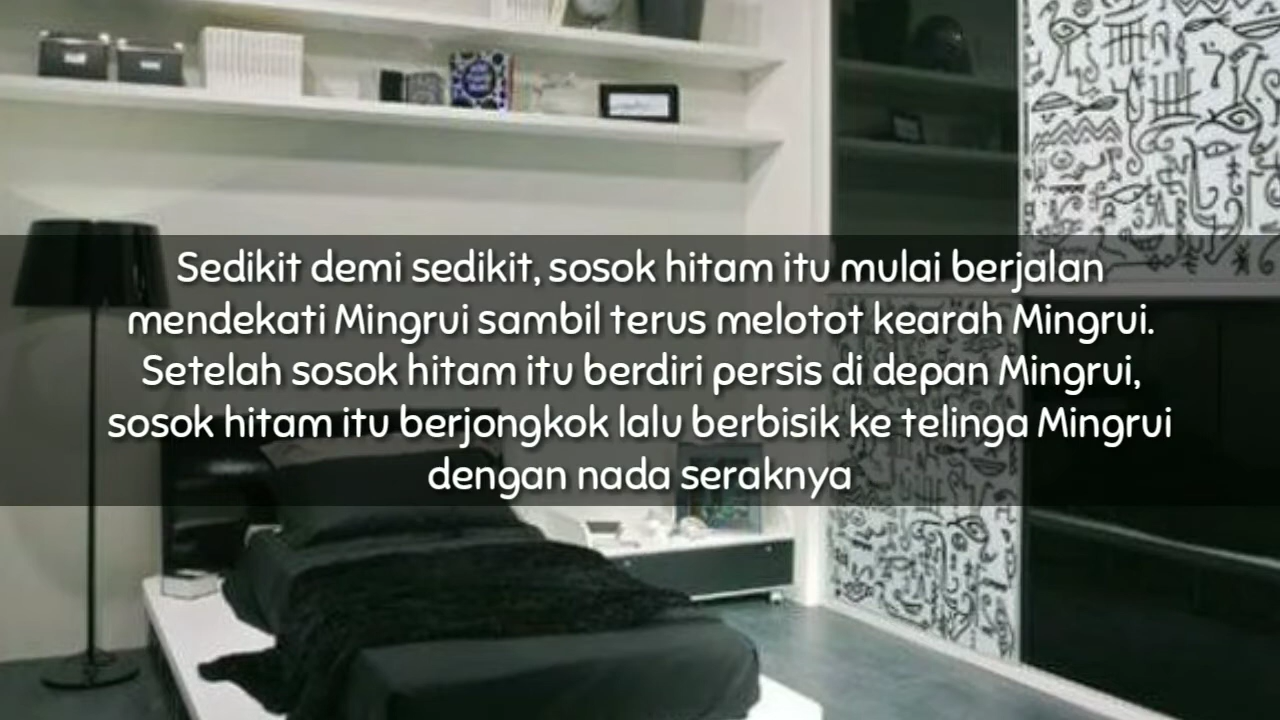 Sedikit demi sedikit, sosok hitam itu mulai berjalan
mendekati Mingrui sambil terus melotot kearah Mingrui.
Setelah sosok hitam itu berdiri persis di depan Mingrui,
sosok hitam itu berjongkok lalu berbisik ke telinga Mingrui
dengan nada seraknya